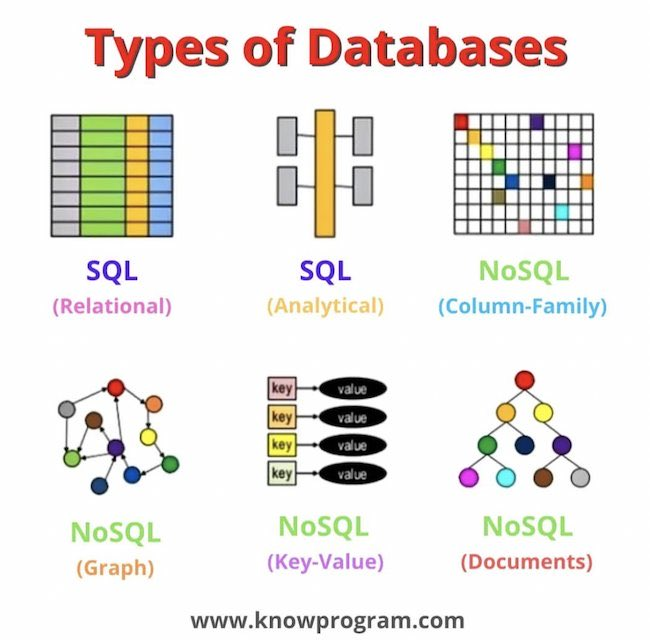 Types of Databases
SQL
(Relational)
SQL
(Analytical)
NoSQL
(Column-Family)
NoSQL
(Graph)
key value
key value
key value
key value
NoSQL
(Key-Value)
NoSQL
(Documents)
www.knowprogram.com